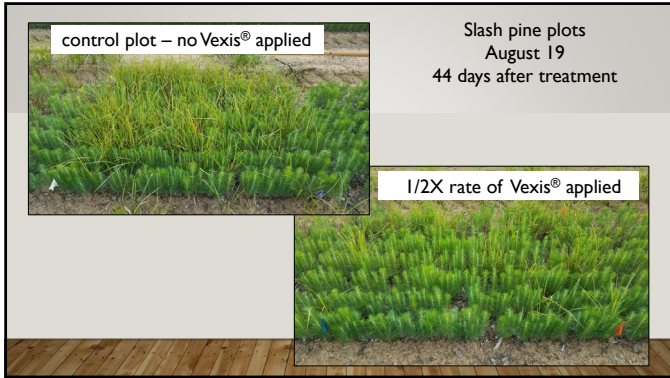 control plot – no Vexis® applied
Slash pine plots
August 19
44 days after treatment
1/2X rate of Vexis® applied